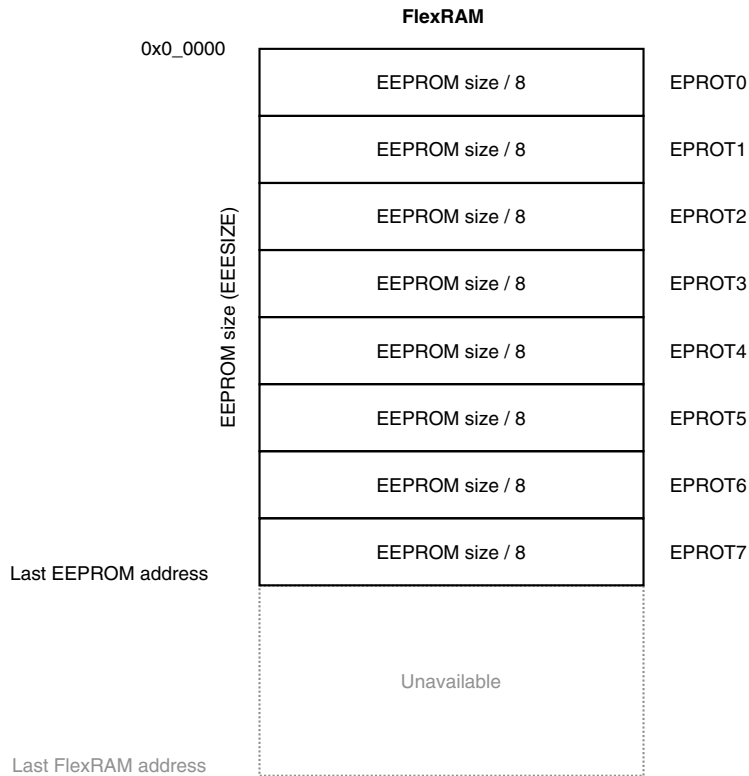 FlexRAM
0x0_0000
EEPROM size / 8 EPROT0
EEPROM size / 8 EPROT1
EEPROM size / 8 EPROT2
EEPROM size / 8 EPROT3
EEPROM size / 8 EPROT4
EEPROM size / 8 EPROT5
EEPROM size / 8 EPROT6
EEPROM size / 8 EPROT7
EEPROM size (EEESIZE)
Last EEPROM address
Unavailable
Last FlexRAM address